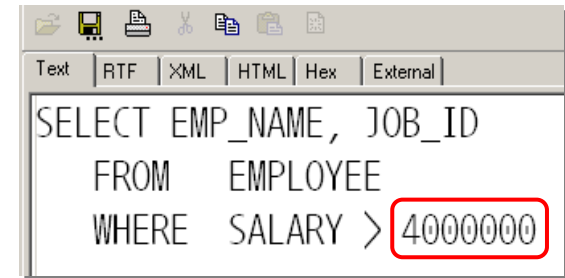 Text RTF XML HTML Hex External
SELECT EMP_NAME, JOB_ID
FROM EMPLOYEE
WHERE SALARY > 4000000